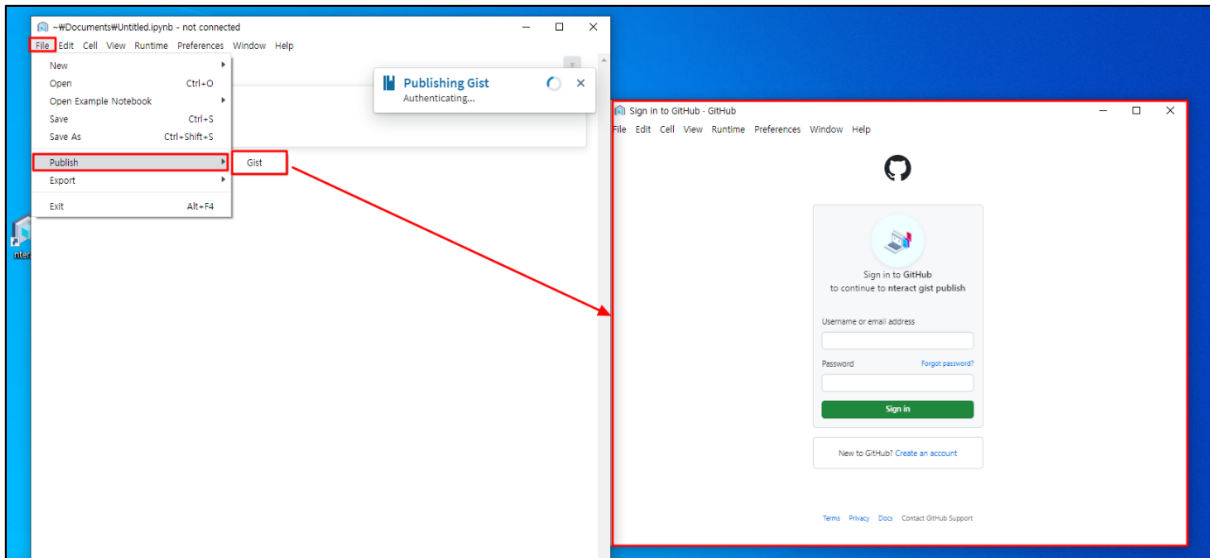 ~₩Documents₩Untitled.ipynb - not connected
File Edit Cell View Runtime Preferences Window Help
New
Open Ctrl+O
Open Example Notebook
Save Ctrl+S
Save As Ctrl+Shift+S
Publish
Gist
Export
Exit Alt+F4
Publishing Gist
Authenticating...
Sign in to GitHub - GitHub
File Edit Cell View Runtime Preferences Window Help
Sign in to GitHub
to continue to nteract gist publish
Username or email address
Password Forgot password?
Sign in
New to GitHub? Create an account
Terms Privacy Docs Contact GitHub Support